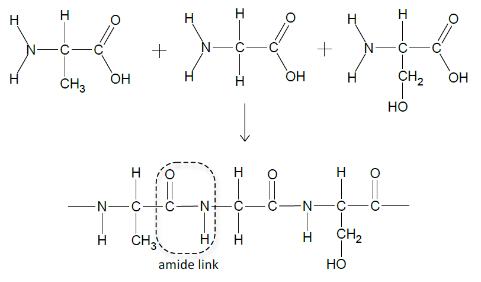 H H O H H O H H O
N C C + N C C + N C C
H CH₃ OH H H OH H CH₂ OH
HO
H O H O H O
N C C N C C N C C
H CH₃ H H H CH₂
amide link HO